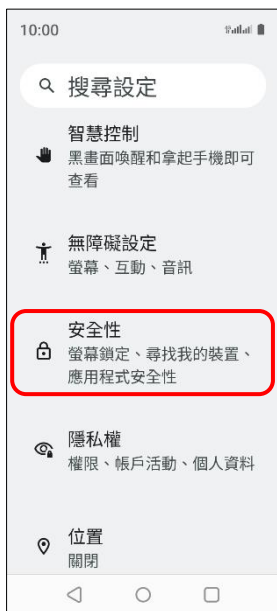 10:00
搜尋設定
智慧控制
黑畫面喚醒和拿起手機即可
查看
無障礙設定
螢幕、互動、音訊
安全性
螢幕鎖定、尋找我的裝置、
應用程式安全性
隱私權
權限、帳戶活動、個人資料
位置
關閉